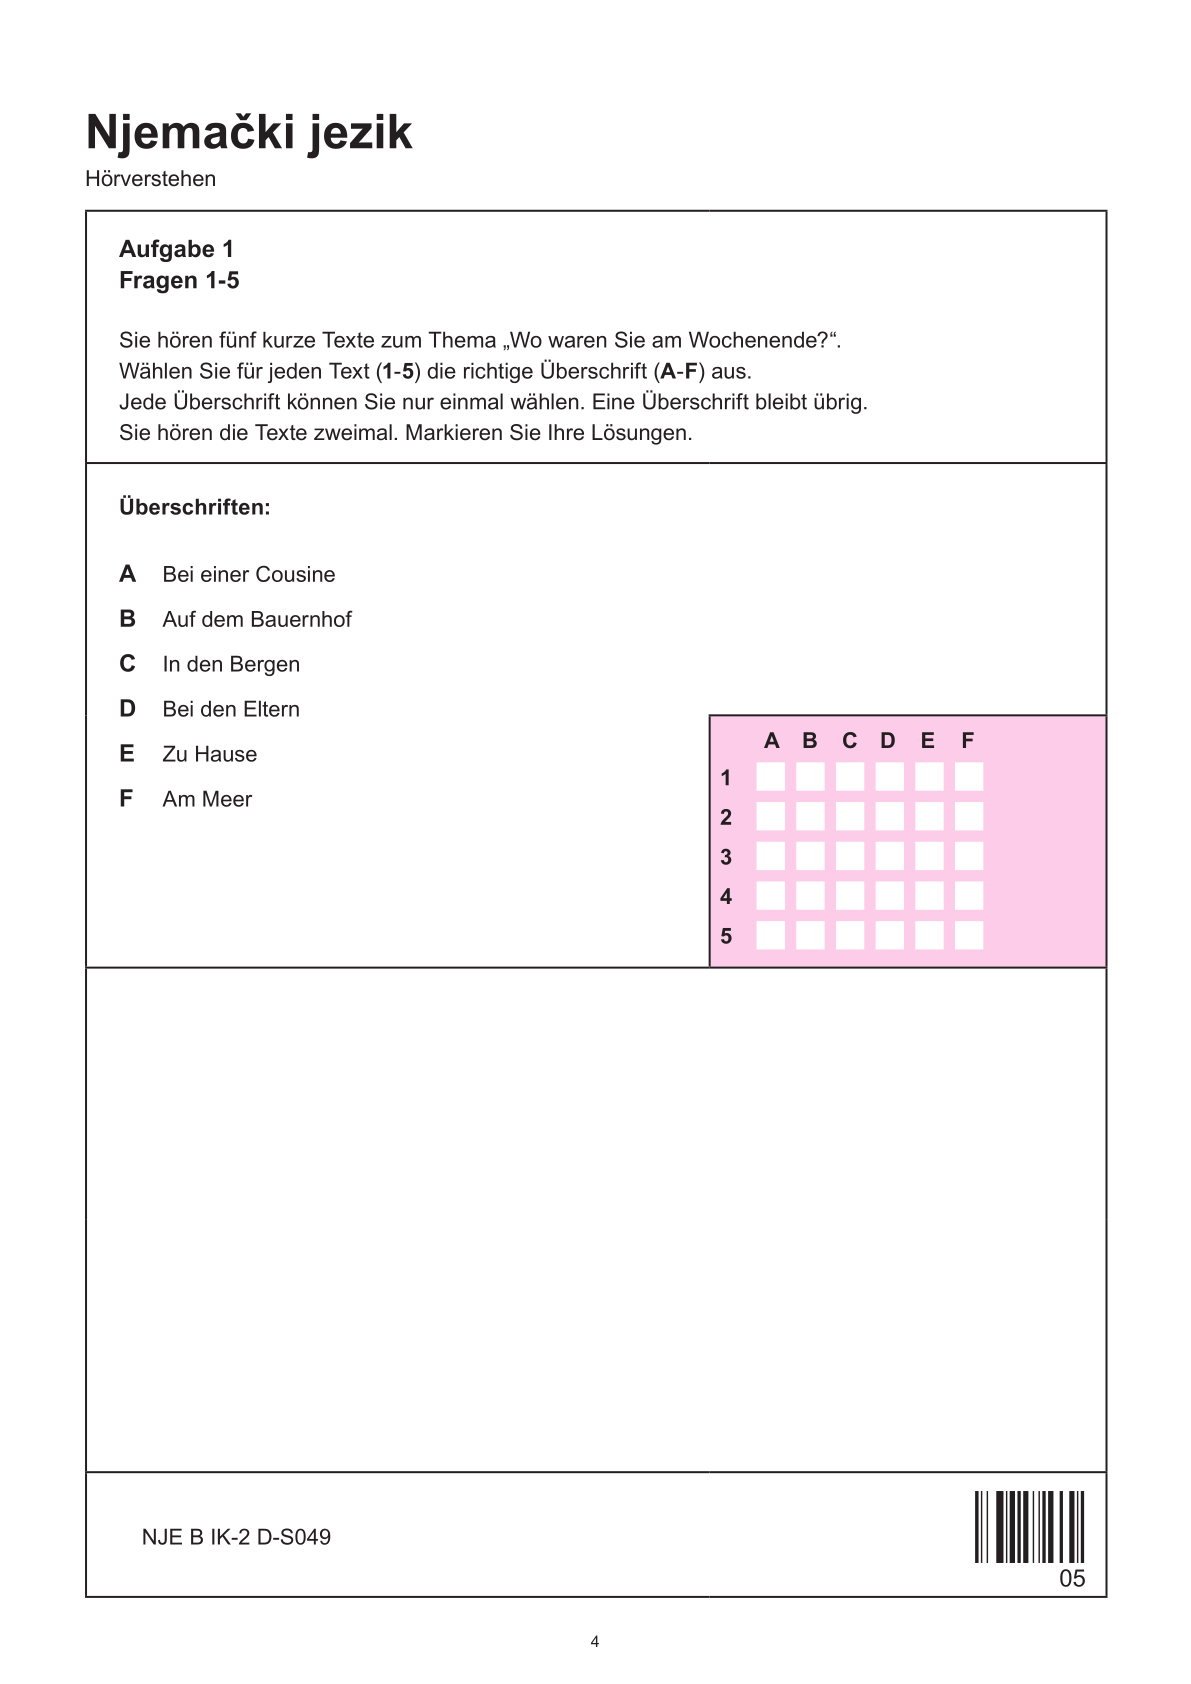 Njemački jezik
Hörverstehen
Aufgabe 1
Fragen 1-5
Sie hören fünf kurze Texte zum Thema „Wo waren Sie am Wochenende?“.
Wählen Sie für jeden Text (1-5) die richtige Überschrift (A-F) aus.
Jede Überschrift können Sie nur einmal wählen. Eine Überschrift bleibt übrig.
Sie hören die Texte zweimal. Markieren Sie Ihre Lösungen.
Überschriften:
A Bei einer Cousine
B Auf dem Bauernhof
C In den Bergen
D Bei den Eltern
E Zu Hause
F Am Meer
A B C D E F
1
2
3
4
5
NJE B IK-2 D-S049
05
4